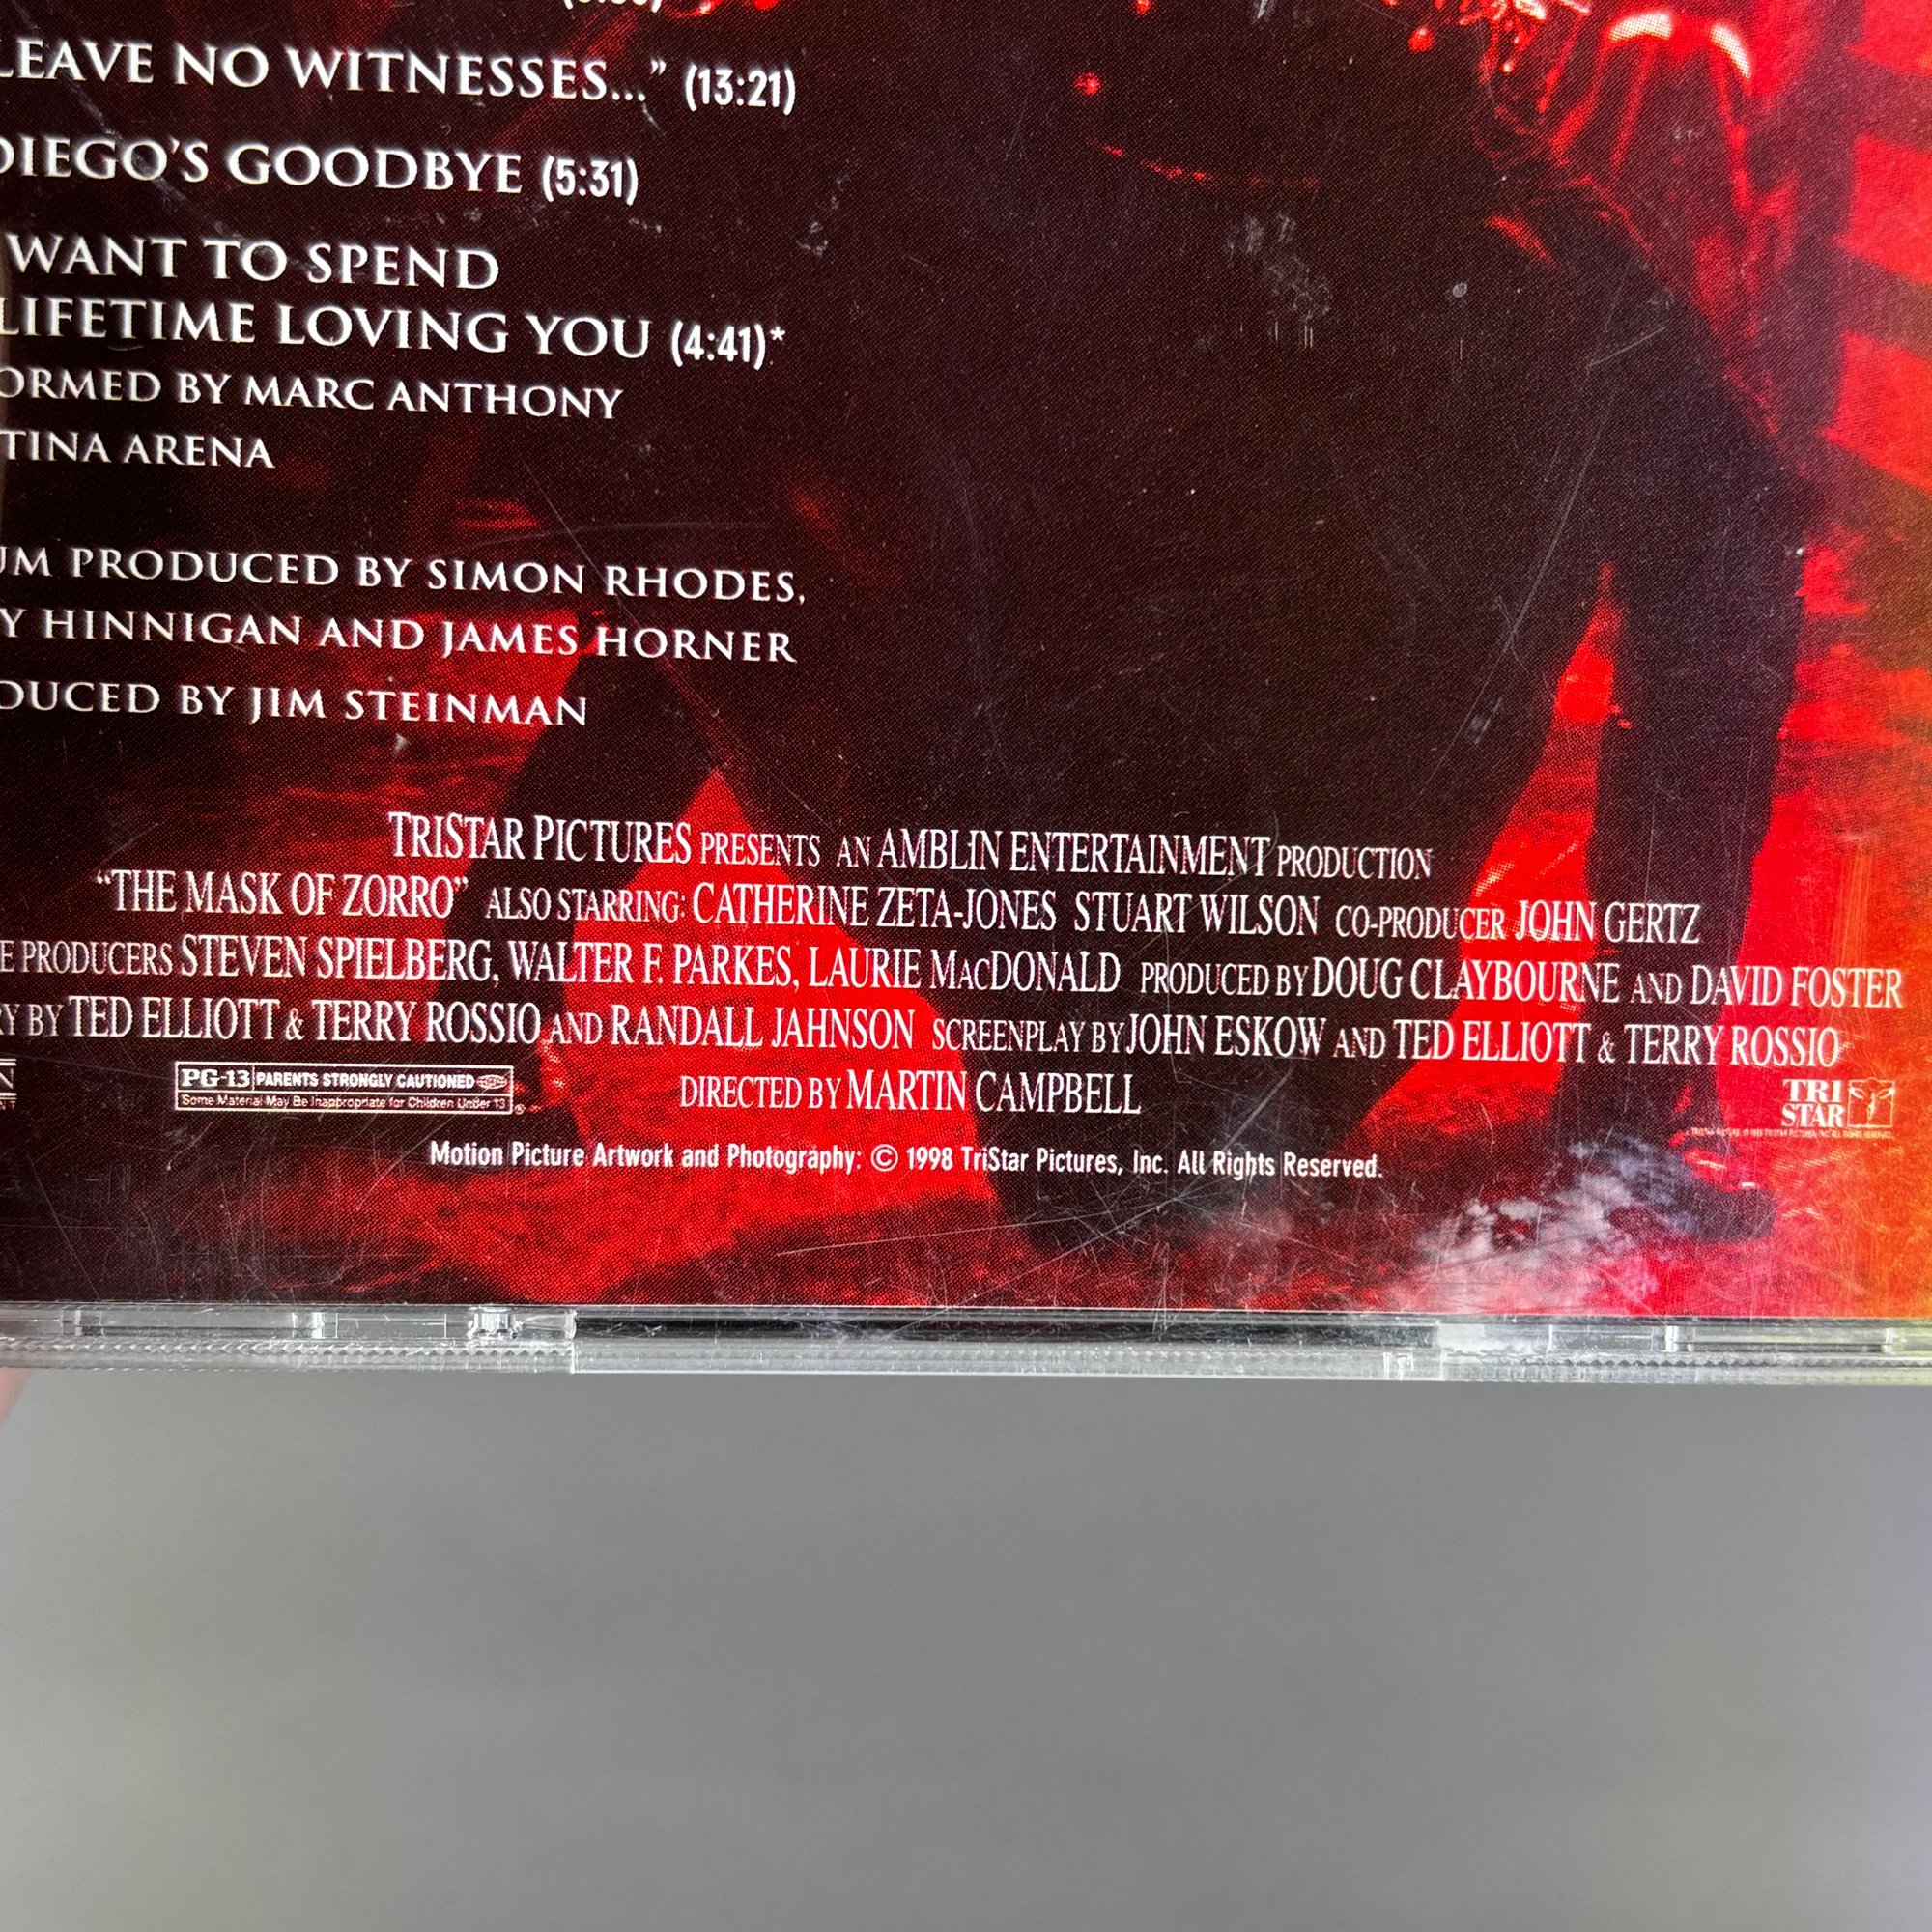 LEAVE NO WITNESSES..." (13:21)
DIEGO'S GOODBYE (5:31)
WANT TO SPEND
LIFETIME LOVING YOU (4:41)*
ORMED BY MARC ANTHONY
TINA ARENA
UM PRODUCED BY SIMON RHODES,
Y HINNIGAN AND JAMES HORNER
DUCED BY JIM STEINMAN
TRISTAR PICTURES PRESENTS AN AMBLIN ENTERTAINMENT PRODUCTION
"THE MASK OF ZORRO" ALSO STARRING: CATHERINE ZETA-JONES STUART WILSON CO-PRODUCER JOHN GERTZ
E PRODUCERS STEVEN SPIELBERG, WALTER F. PARKES, LAURIE MACDONALD PRODUCED BY DOUG CLAYBOURNE AND DAVID FOSTER
RY BY TED ELLIOTT & TERRY ROSSIO AND RANDALL JAHNSON SCREENPLAY BY JOHN ESKOW AND TED ELLIOTT & TERRY ROSSIO
DIRECTED BY MARTIN CAMPBELL
PG-13 PARENTS STRONGLY CAUTIONED
Some Material May Be Inappropriate for Children Under 13 ®
TRI
STAR
Motion Picture Artwork and Photography: © 1998 TriStar Pictures, Inc. All Rights Reserved.